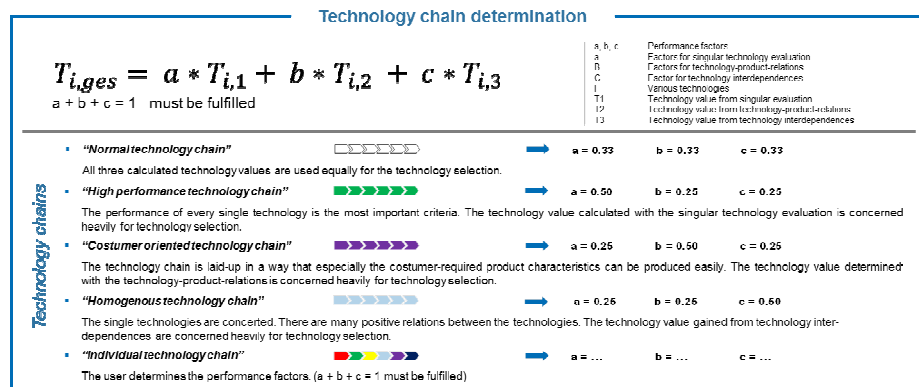 Technology chain determination
T_{i,ges} = a * T_{i,1} + b * T_{i,2} + c * T_{i,3}
a + b + c = 1 must be fulfilled
a, b, c Performance factors
a Factors for singular technology evaluation
B Factors for technology-product-relations
C Factor for technology interdependences
I Various technologies
T1 Technology value from singular evaluation
T2 Technology value from technology-product-relations
T3 Technology value from technology interdependences
Technology chains
▪ "Normal technology chain" a = 0.33 b = 0.33 c = 0.33
All three calculated technology values are used equally for the technology selection.
▪ "High performance technology chain" a = 0.50 b = 0.25 c = 0.25
The performance of every single technology is the most important criteria. The technology value calculated with the singular technology evaluation is concerned
heavily for technology selection.
▪ "Costumer oriented technology chain" a = 0.25 b = 0.50 c = 0.25
The technology chain is laid-up in a way that especially the costumer-required product characteristics can be produced easily. The technology value determined
with the technology-product-relations is concerned heavily for technology selection.
▪ "Homogenous technology chain" a = 0.25 b = 0.25 c = 0.50
The single technologies are concerted. There are many positive relations between the technologies. The technology value gained from technology inter-
dependences are concerned heavily for technology selection.
▪ "Individual technology chain" a = ... b = ... c = ...
The user determines the performance factors. (a + b + c = 1 must be fulfilled)